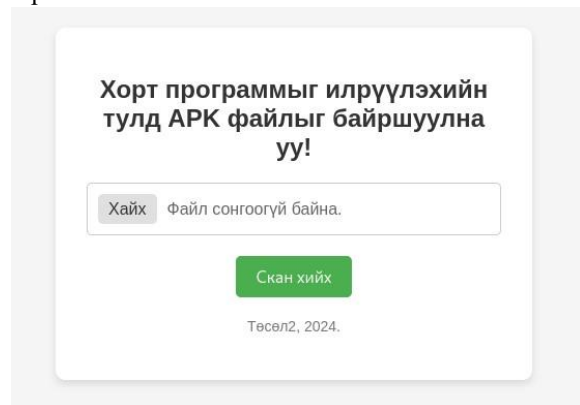 Хорт программыг илрүүлэхийн
тулд APK файлыг байршуулна
уу!
Хайх Файл сонгоогүй байна.
Скан хийх
Төсөл2, 2024.